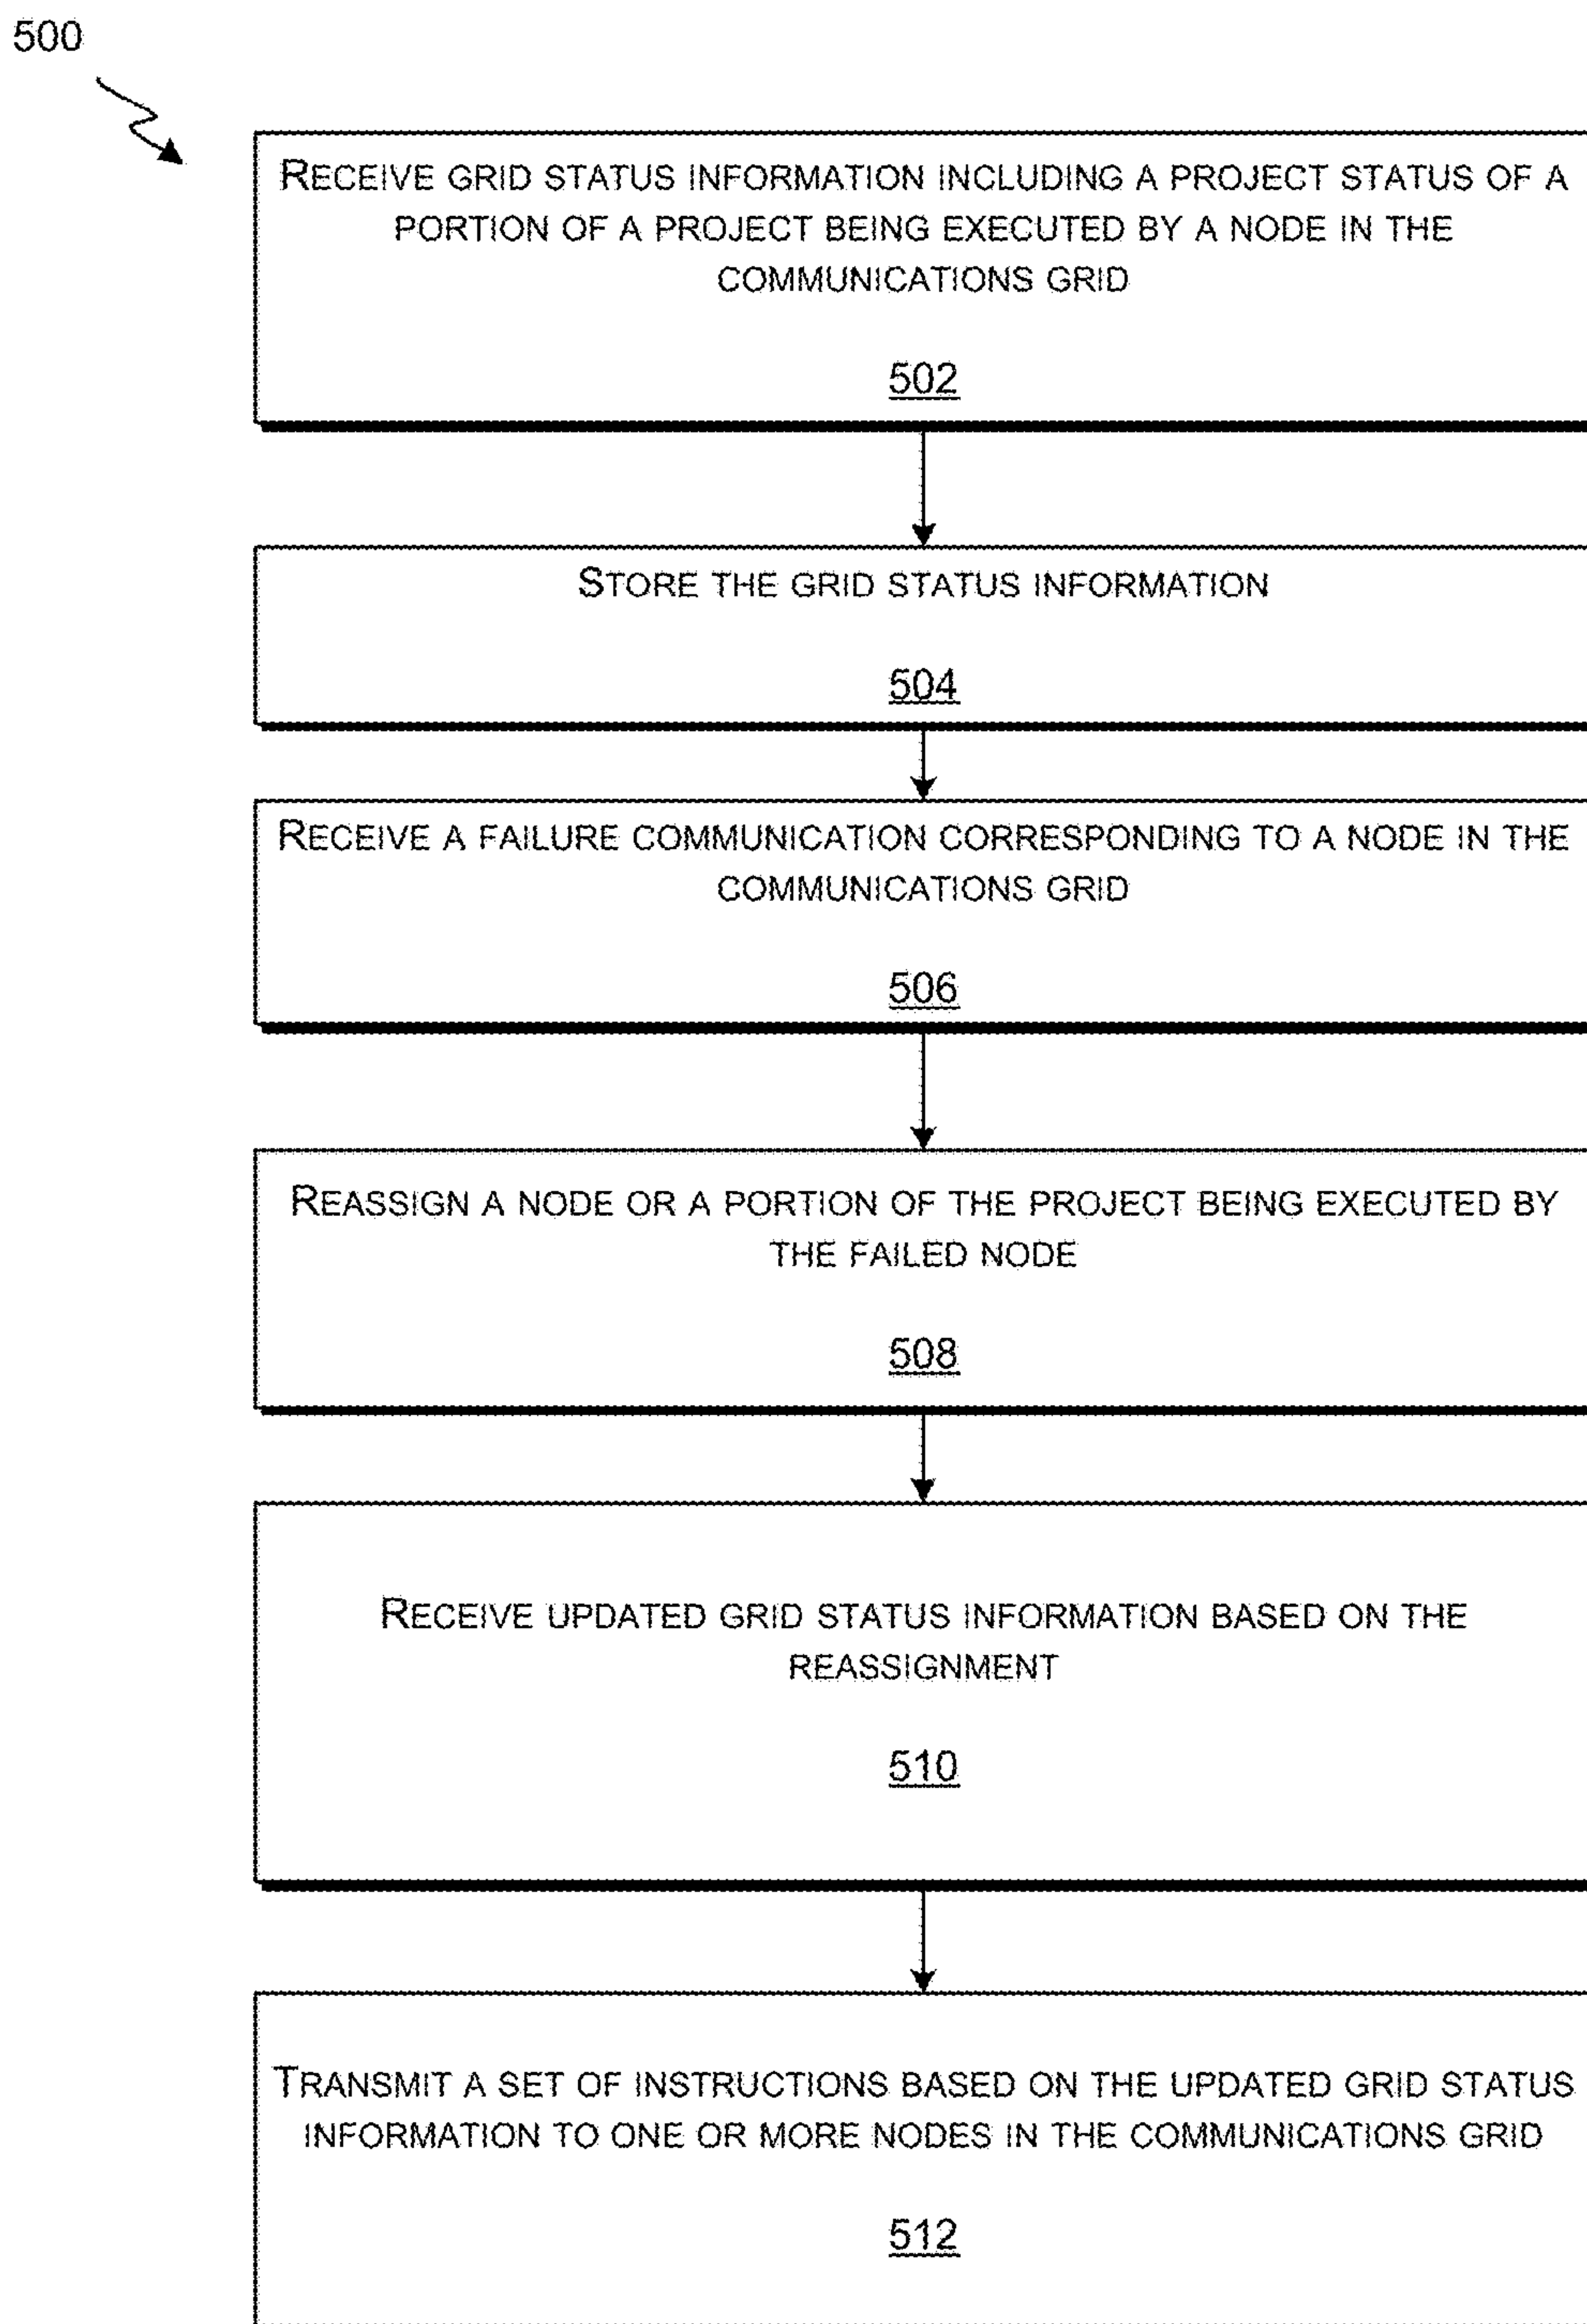 500
RECEIVE GRID STATUS INFORMATION INCLUDING A PROJECT STATUS OF A
PORTION OF A PROJECT BEING EXECUTED BY A NODE IN THE
COMMUNICATIONS GRID
502
STORE THE GRID STATUS INFORMATION
504
RECEIVE A FAILURE COMMUNICATION CORRESPONDING TO A NODE IN THE
COMMUNICATIONS GRID
506
REASSIGN A NODE OR A PORTION OF THE PROJECT BEING EXECUTED BY
THE FAILED NODE
508
RECEIVE UPDATED GRID STATUS INFORMATION BASED ON THE
REASSIGNMENT
510
TRANSMIT A SET OF INSTRUCTIONS BASED ON THE UPDATED GRID STATUS
INFORMATION TO ONE OR MORE NODES IN THE COMMUNICATIONS GRID
512